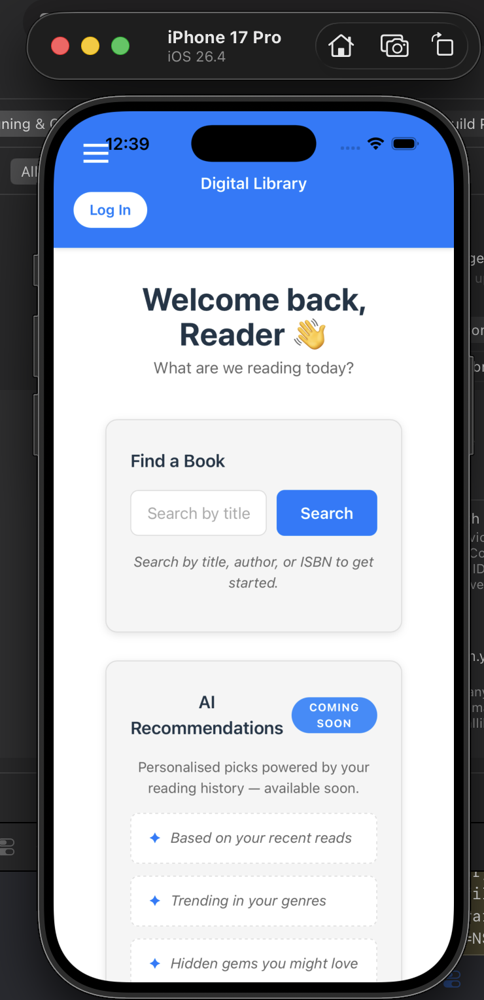 iPhone 17 Pro
iOS 26.4
All
12:39
Digital Library
Log In
Welcome back,
Reader 👋
What are we reading today?
Find a Book
Search by title
Search
Search by title, author, or ISBN to get
started.
AI
Recommendations
COMING
SOON
Personalised picks powered by your
reading history — available soon.
✦ Based on your recent reads
✦ Trending in your genres
✦ Hidden gems you might love